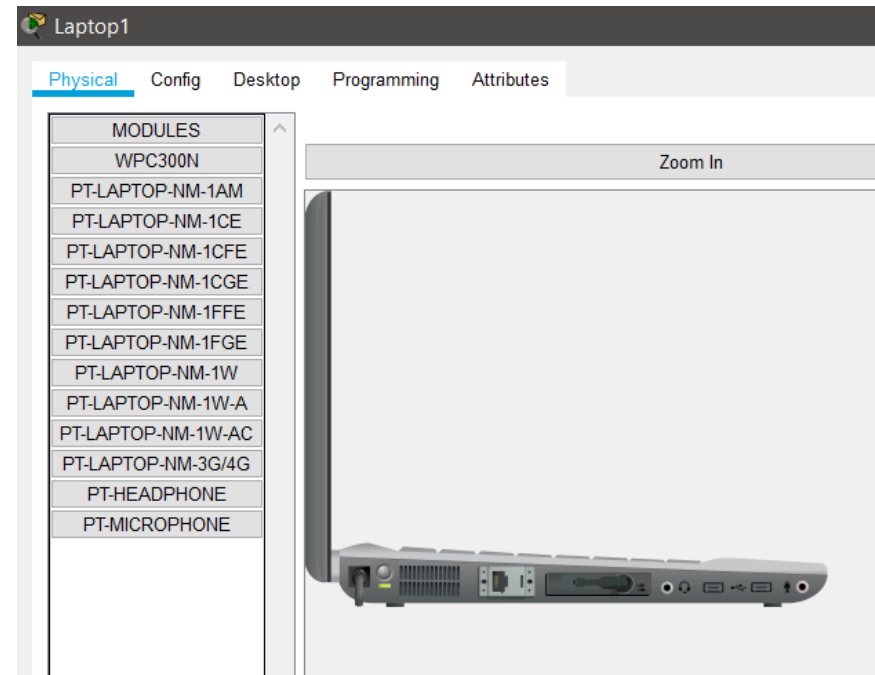 Laptop1
Physical Config Desktop Programming Attributes
MODULES
WPC300N
PT-LAPTOP-NM-1AM
PT-LAPTOP-NM-1CE
PT-LAPTOP-NM-1CFE
PT-LAPTOP-NM-1CGE
PT-LAPTOP-NM-1FFE
PT-LAPTOP-NM-1FGE
PT-LAPTOP-NM-1W
PT-LAPTOP-NM-1W-A
PT-LAPTOP-NM-1W-AC
PT-LAPTOP-NM-3G/4G
PT-HEADPHONE
PT-MICROPHONE
Zoom In